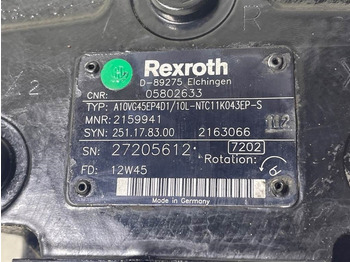 R
X2
Rexroth
D-89275 Elchingen
CNR: 05802633
TYP: A10VG45EP4D1/10L-NTC11K043EP-S
MNR: 2159941
SYN: 251.17.83.00 2163066
SN: 27205612 7202
FD: 12W45 Rotation:
Made in Germany